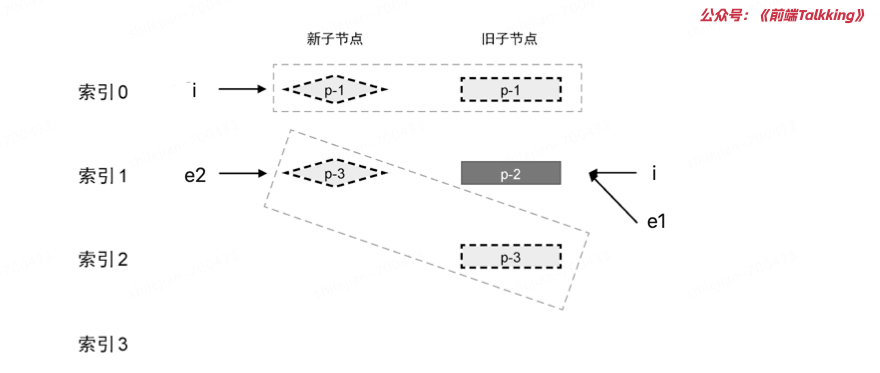 公众号：《前端Talkking》
新子节点 旧子节点
索引0 i p-1 p-1
索引1 e2 p-3 p-2 i
e1
索引2 p-3
索引3